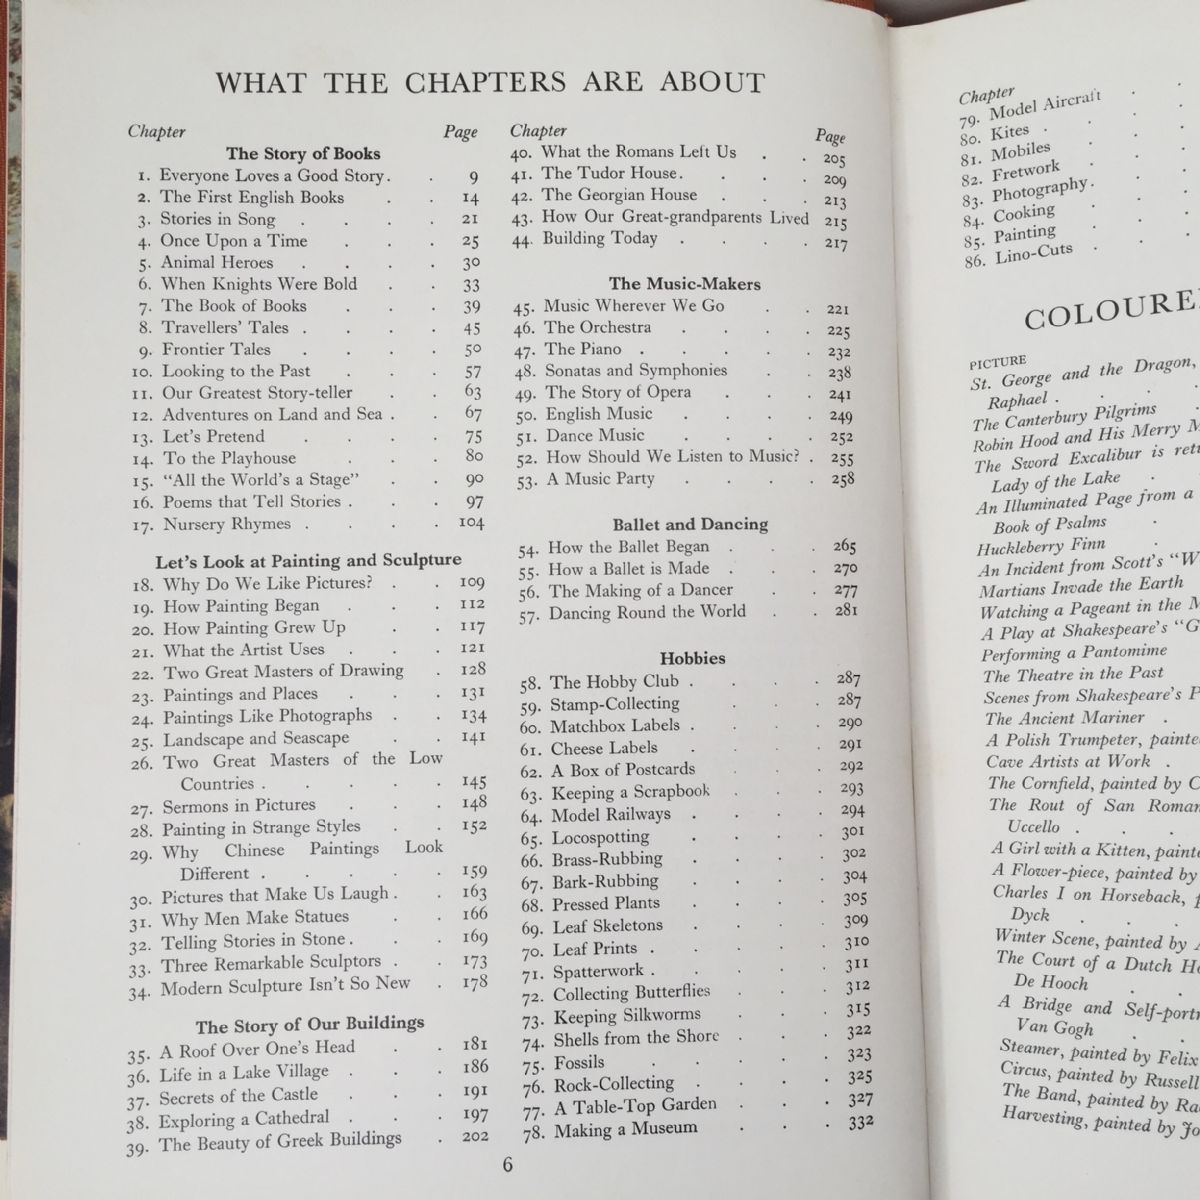 WHAT THE CHAPTERS ARE ABOUT
Chapter Page
The Story of Books
1. Everyone Loves a Good Story . . 9
2. The First English Books . . 14
3. Stories in Song . . . . 21
4. Once Upon a Time . . . 25
5. Animal Heroes . . . . 30
6. When Knights Were Bold . . 33
7. The Book of Books . . . 39
8. Travellers' Tales . . . . 45
9. Frontier Tales . . . . 50
10. Looking to the Past . . . 57
11. Our Greatest Story-teller . . 63
12. Adventures on Land and Sea . . 67
13. Let's Pretend . . . . 75
14. To the Playhouse . . . 80
15. "All the World's a Stage" . . 90
16. Poems that Tell Stories . . . 97
17. Nursery Rhymes . . . . 104
Let's Look at Painting and Sculpture
18. Why Do We Like Pictures? . . 109
19. How Painting Began . . . 112
20. How Painting Grew Up . . 117
21. What the Artist Uses . . . 121
22. Two Great Masters of Drawing . 128
23. Paintings and Places . . . 131
24. Paintings Like Photographs . . 134
25. Landscape and Seascape . . 141
26. Two Great Masters of the Low
Countries . . . . . 145
27. Sermons in Pictures . . . 148
28. Painting in Strange Styles . . 152
29. Why Chinese Paintings Look
Different . . . . . 159
30. Pictures that Make Us Laugh . . 163
31. Why Men Make Statues . . 166
32. Telling Stories in Stone . . . 169
33. Three Remarkable Sculptors . . 173
34. Modern Sculpture Isn't So New . 178
The Story of Our Buildings
35. A Roof Over One's Head . . 181
36. Life in a Lake Village . . . 186
37. Secrets of the Castle . . . 191
38. Exploring a Cathedral . . . 197
39. The Beauty of Greek Buildings . 202
Chapter Page
40. What the Romans Left Us . . 205
41. The Tudor House . . . . 209
42. The Georgian House . . . 213
43. How Our Great-grandparents Lived 215
44. Building Today . . . . 217
The Music-Makers
45. Music Wherever We Go . . 221
46. The Orchestra . . . . 225
47. The Piano . . . . . 232
48. Sonatas and Symphonies . . 238
49. The Story of Opera . . . 241
50. English Music . . . . 249
51. Dance Music . . . . 252
52. How Should We Listen to Music? . 255
53. A Music Party . . . . 258
Ballet and Dancing
54. How the Ballet Began . . . 265
55. How a Ballet is Made . . . 270
56. The Making of a Dancer . . 277
57. Dancing Round the World . . 281
Hobbies
58. The Hobby Club . . . . 287
59. Stamp-Collecting . . . 287
60. Matchbox Labels . . . . 290
61. Cheese Labels . . . . 291
62. A Box of Postcards . . . 292
63. Keeping a Scrapbook . . . 293
64. Model Railways . . . . 294
65. Locospotting . . . . 301
66. Brass-Rubbing . . . . 302
67. Bark-Rubbing . . . . 304
68. Pressed Plants . . . . 305
69. Leaf Skeletons . . . . 309
70. Leaf Prints . . . . . 310
71. Spatterwork . . . . . 311
72. Collecting Butterflies . . . 312
73. Keeping Silkworms . . . 315
74. Shells from the Shore . . . 322
75. Fossils . . . . . 323
76. Rock-Collecting . . . . 325
77. A Table-Top Garden . . . 327
78. Making a Museum . . . 332
6
Chapter
79. Model Aircraft . .
80. Kites . . .
81. Mobiles . .
82. Fretwork . .
83. Photography . .
84. Cooking . .
85. Painting . .
86. Lino-Cuts . .
PICTURE
St. George and the Dragon,
Raphael . . . .
The Canterbury Pilgrims .
Robin Hood and His Merry
The Sword Excalibur is
Lady of the Lake .
An Illuminated Page from a
Book of Psalms .
Huckleberry Finn .
An Incident from Scott's
Martians Invade the Earth
Watching a Pageant in the
A Play at Shakespeare's
Performing a Pantomime
The Theatre in the Past
Scenes from Shakespeare's
The Ancient Mariner .
A Polish Trumpeter,
Cave Artists at Work .
The Cornfield, painted by
The Rout of San
Uccello . . .
A Girl with a Kitten,
A Flower-piece, painted by
Charles I on Horseback,
Dyck . . .
Winter Scene, painted by
The Court of a Dutch
De Hooch . .
A Bridge and
Van Gogh . .
Steamer, painted by Felix
Circus, painted by Russell
The Band, painted by
Harvesting, painted by